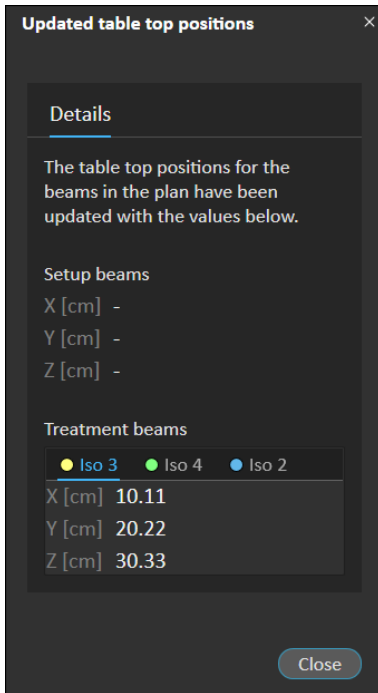 Updated table top positions ×
Details
The table top positions for the
beams in the plan have been
updated with the values below.
Setup beams
X [cm] -
Y [cm] -
Z [cm] -
Treatment beams
Iso 3 Iso 4 Iso 2
X [cm] 10.11
Y [cm] 20.22
Z [cm] 30.33
Close